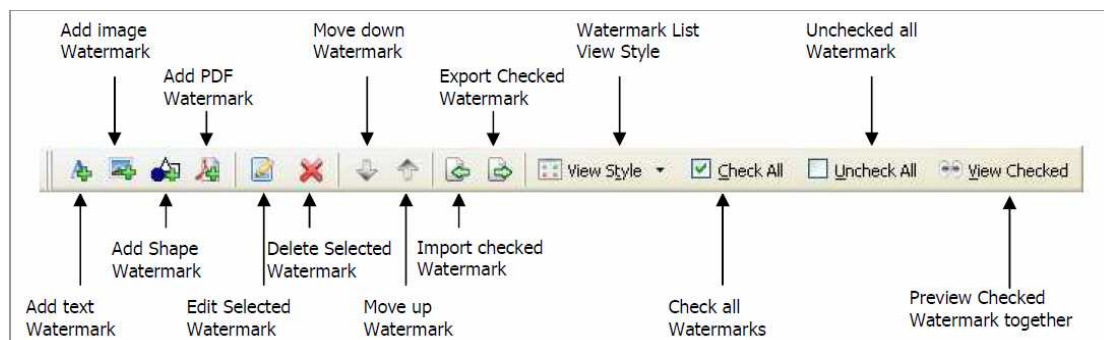 Add image
Watermark
Move down
Watermark
Watermark List
View Style
Unchecked all
Watermark
Add PDF
Watermark
Export Checked
Watermark
View Style
Check All
Uncheck All
View Checked
Add Shape
Watermark
Delete Selected
Watermark
Import checked
Watermark
Add text
Watermark
Edit Selected
Watermark
Move up
Watermark
Check all
Watermarks
Preview Checked
Watermark together